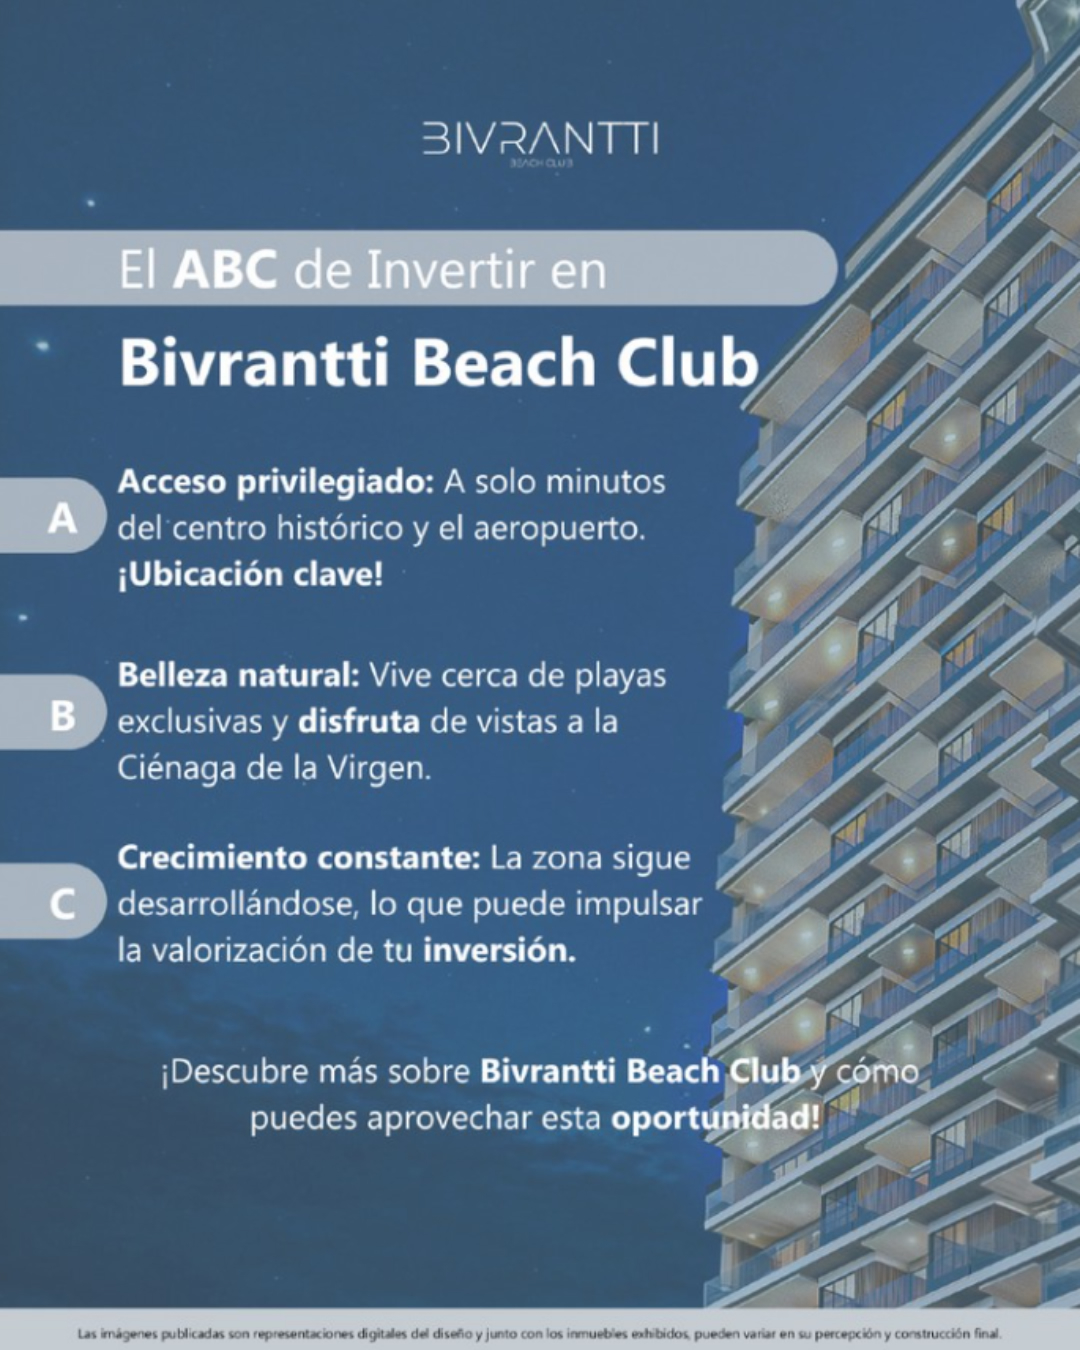 BIVRANTTI
BEACH CLUB
El ABC de Invertir en
Bivrantti Beach Club
A
Acceso privilegiado: A solo minutos
del centro histórico y el aeropuerto.
¡Ubicación clave!
B
Belleza natural: Vive cerca de playas
exclusivas y disfruta de vistas a la
Ciénaga de la Virgen.
C
Crecimiento constante: La zona sigue
desarrollándose, lo que puede impulsar
la valorización de tu inversión.
¡Descubre más sobre Bivrantti Beach Club y cómo
puedes aprovechar esta oportunidad!
Las imágenes publicadas son representaciones digitales del diseño y junto con los inmuebles exhibidos, pueden variar en su percepción y construcción final.